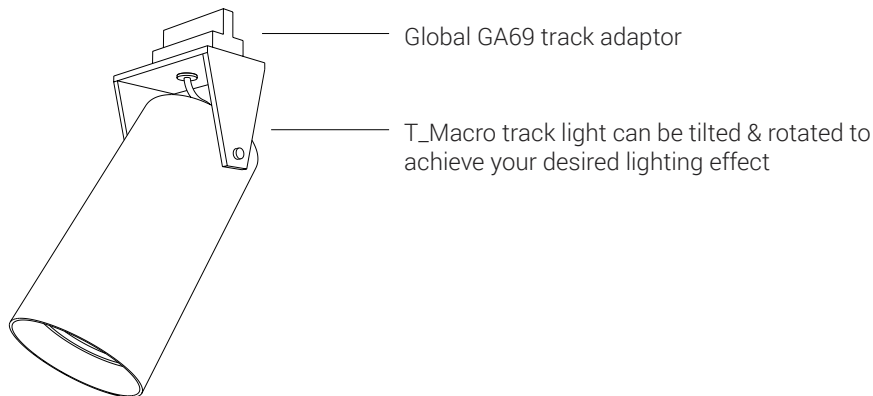 Global GA69 track adaptor
T_Macro track light can be tilted & rotated to
achieve your desired lighting effect